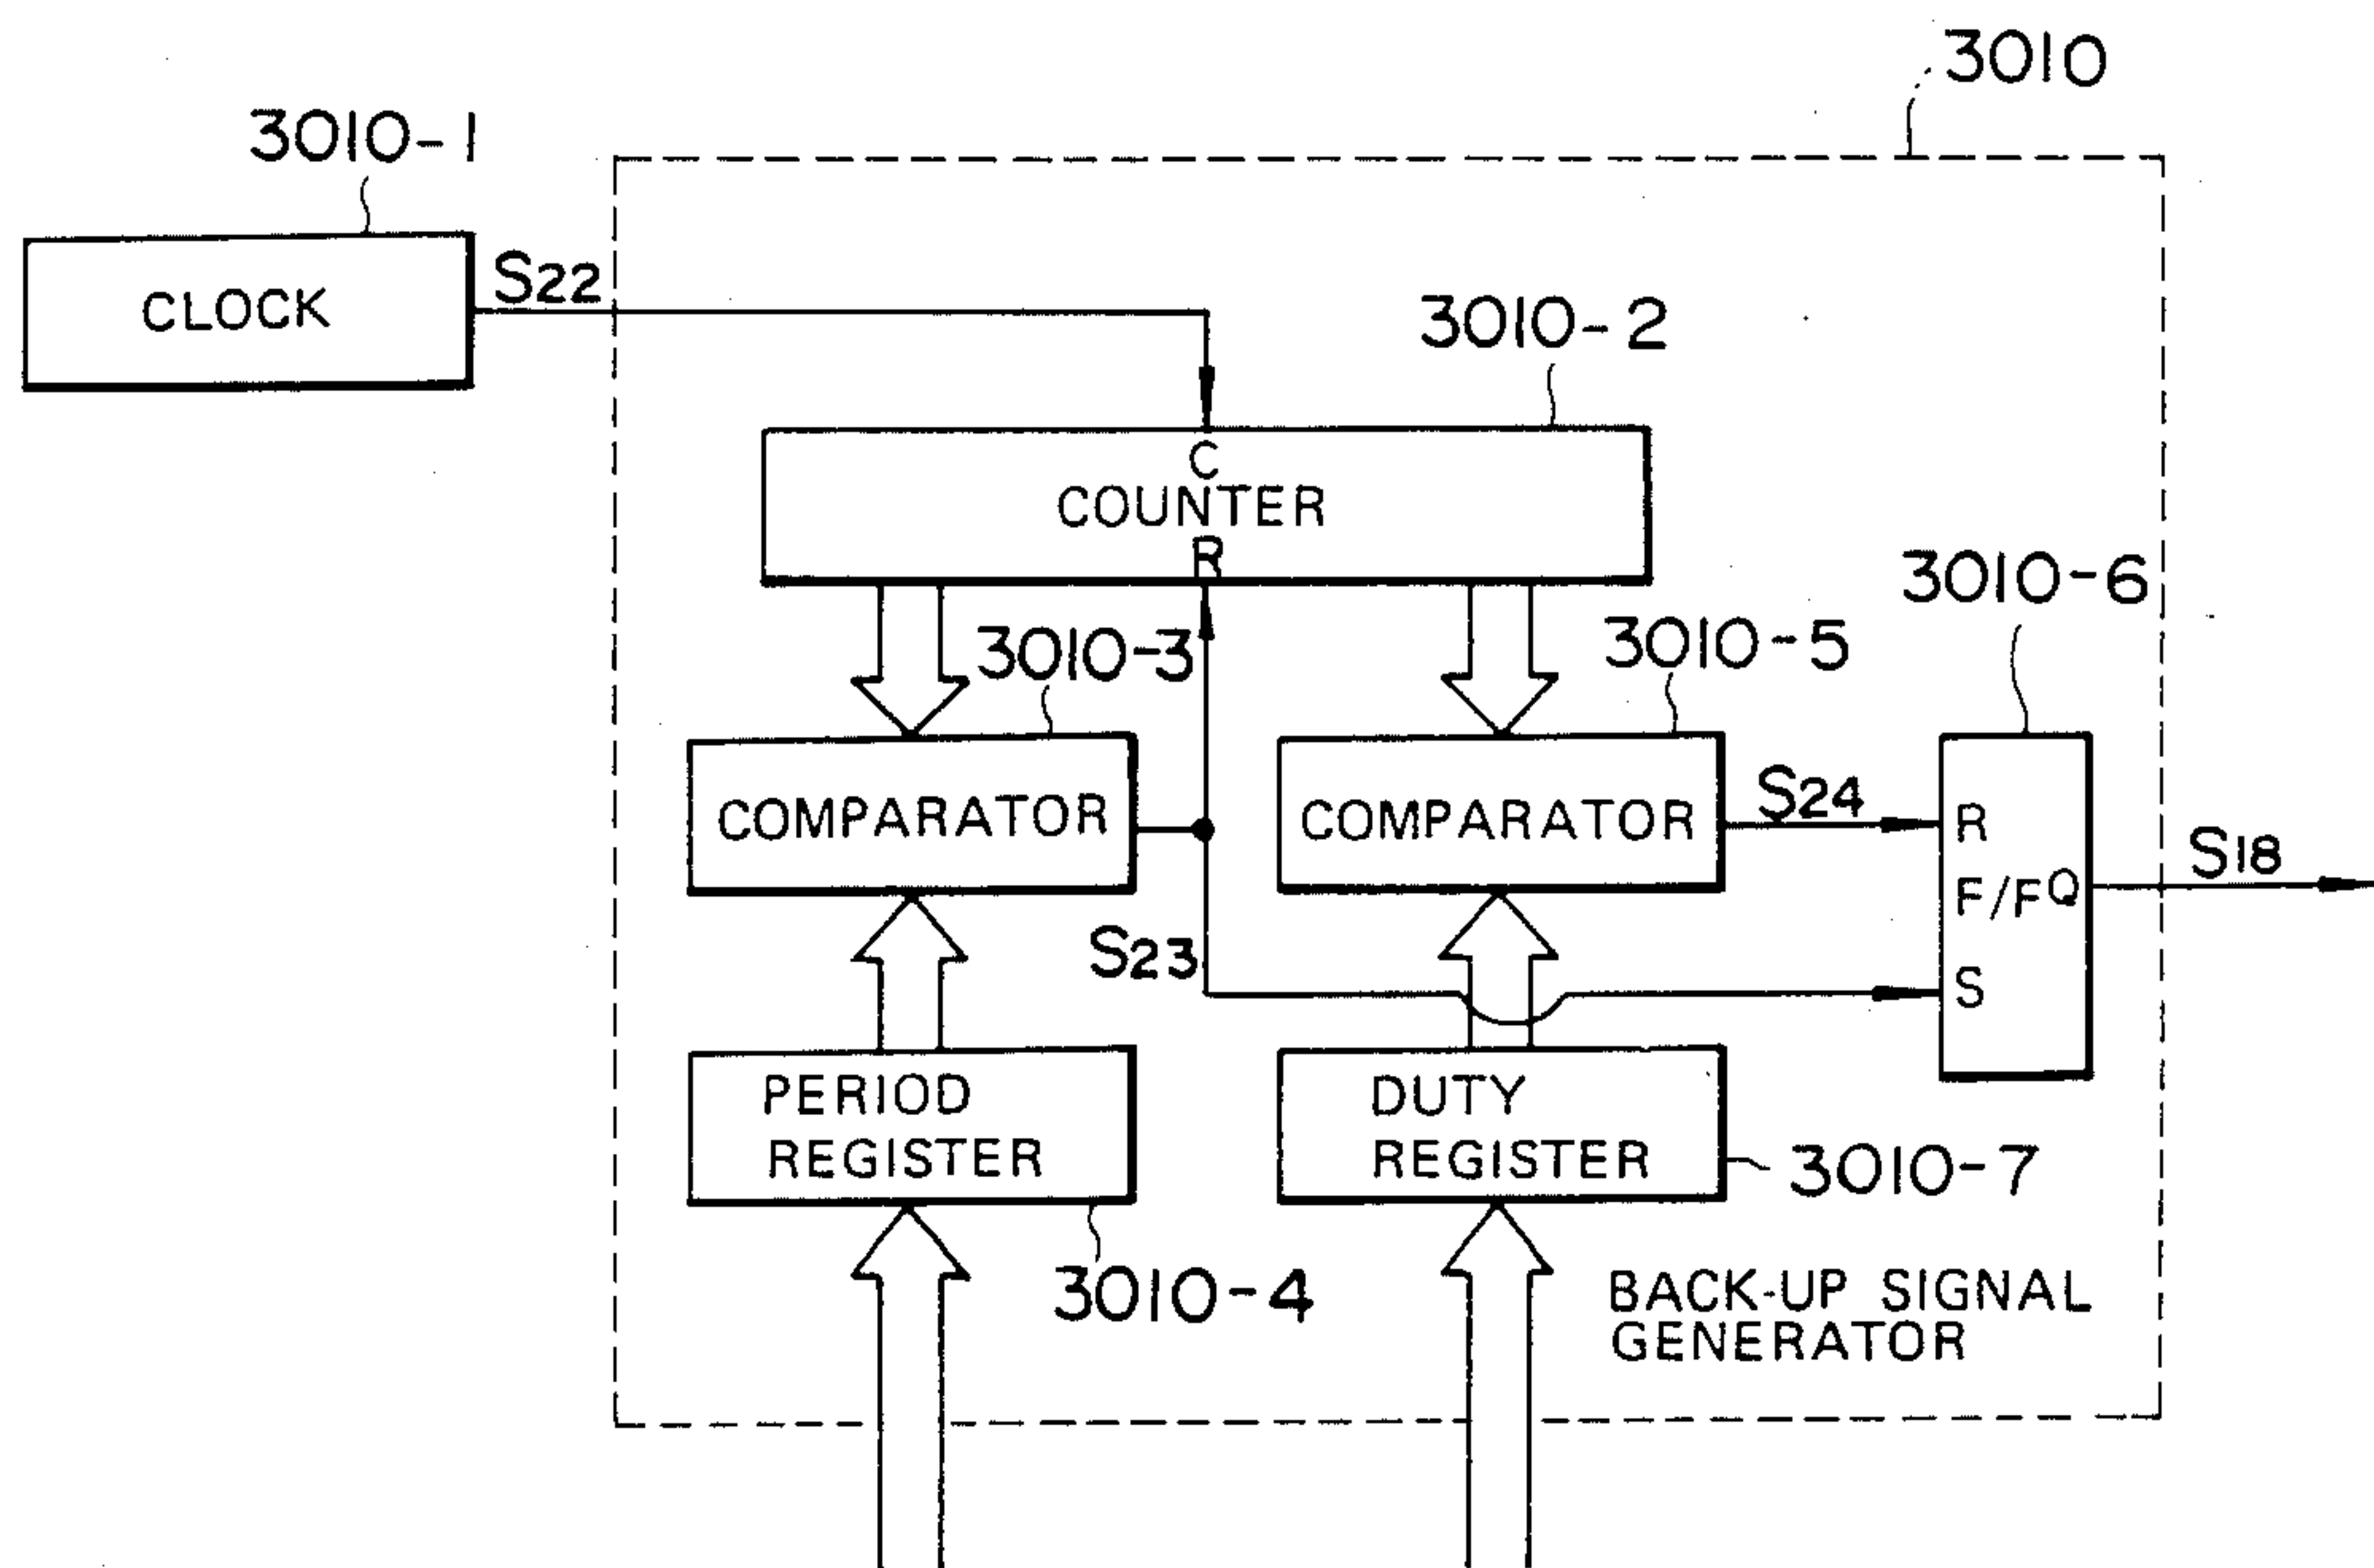 3010
3010-1
CLOCK
S22
3010-2
C
COUNTER
R
3010-3
3010-5
3010-6
COMPARATOR
COMPARATOR
S24
R
F/F Q
S
S18
S23
PERIOD
REGISTER
DUTY
REGISTER
3010-7
3010-4
BACK-UP SIGNAL
GENERATOR